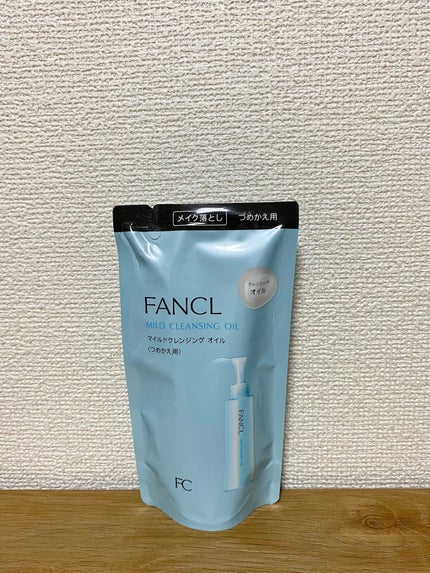 メイク落とし つめかえ用
クレンジング
オイル
FANCL
MILD CLEANSING OIL
マイルドクレンジング オイル
〈つめかえ用〉
FANCL
FC